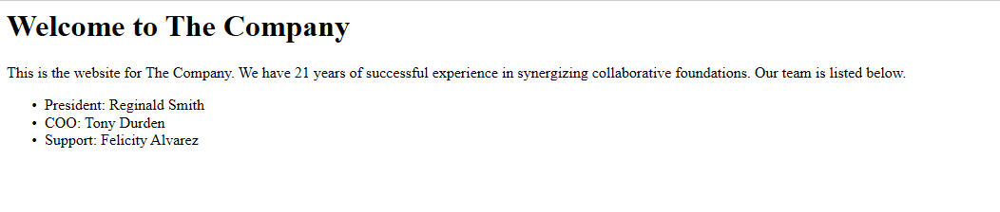 Welcome to The Company
This is the website for The Company. We have 21 years of successful experience in synergizing collaborative foundations. Our team is listed below.
• President: Reginald Smith
• COO: Tony Durden
• Support: Felicity Alvarez